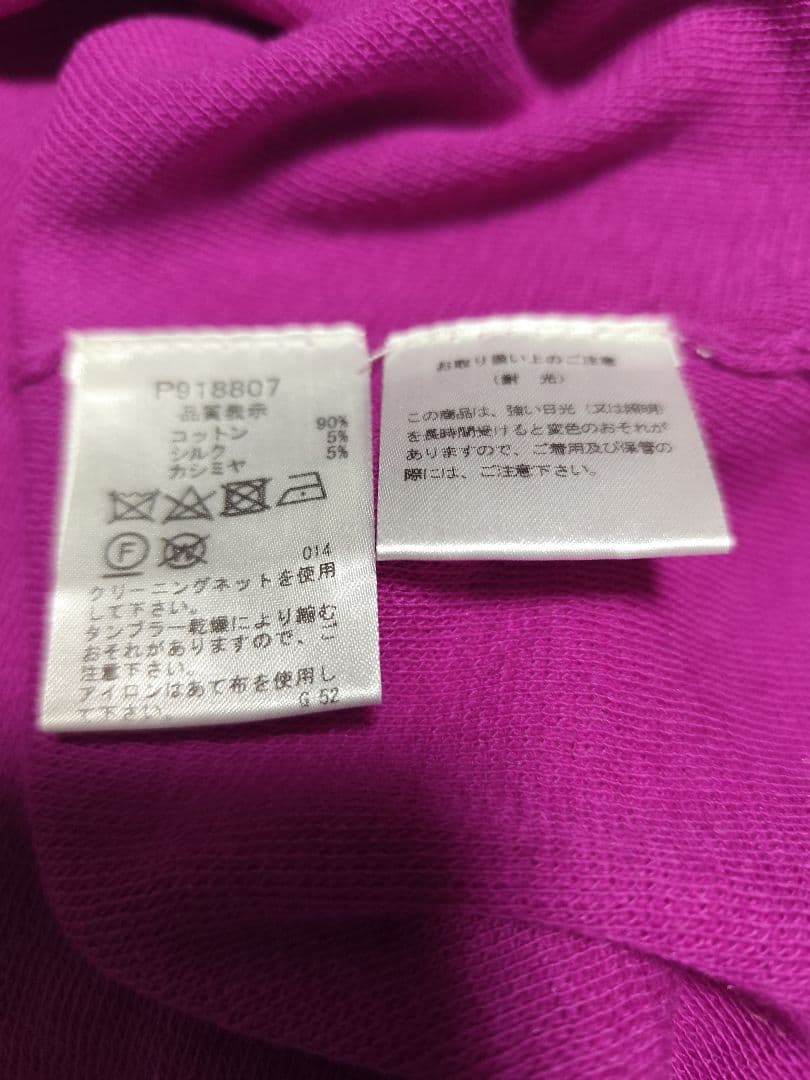 P918807
品質表示
コットン 90%
シルク 5%
カシミヤ 5%
F W
014
クリーニングネットを使用
して下さい。
タンブラー乾燥により縮む
おそれがありますので、ご
注意下さい。
アイロンはあて布を使用し
て下さい。
G 52
お取り扱い上のご注意
(耐 光)
この商品は、強い日光(又は照明)
を長時間受けると変色のおそれが
ありますので、ご着用及び保管の
際には、ご注意下さい。